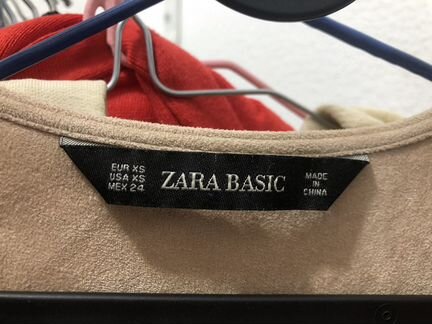 EUR XS
USA XS
MEX 24
ZARA BASIC
MADE
IN
CHINA